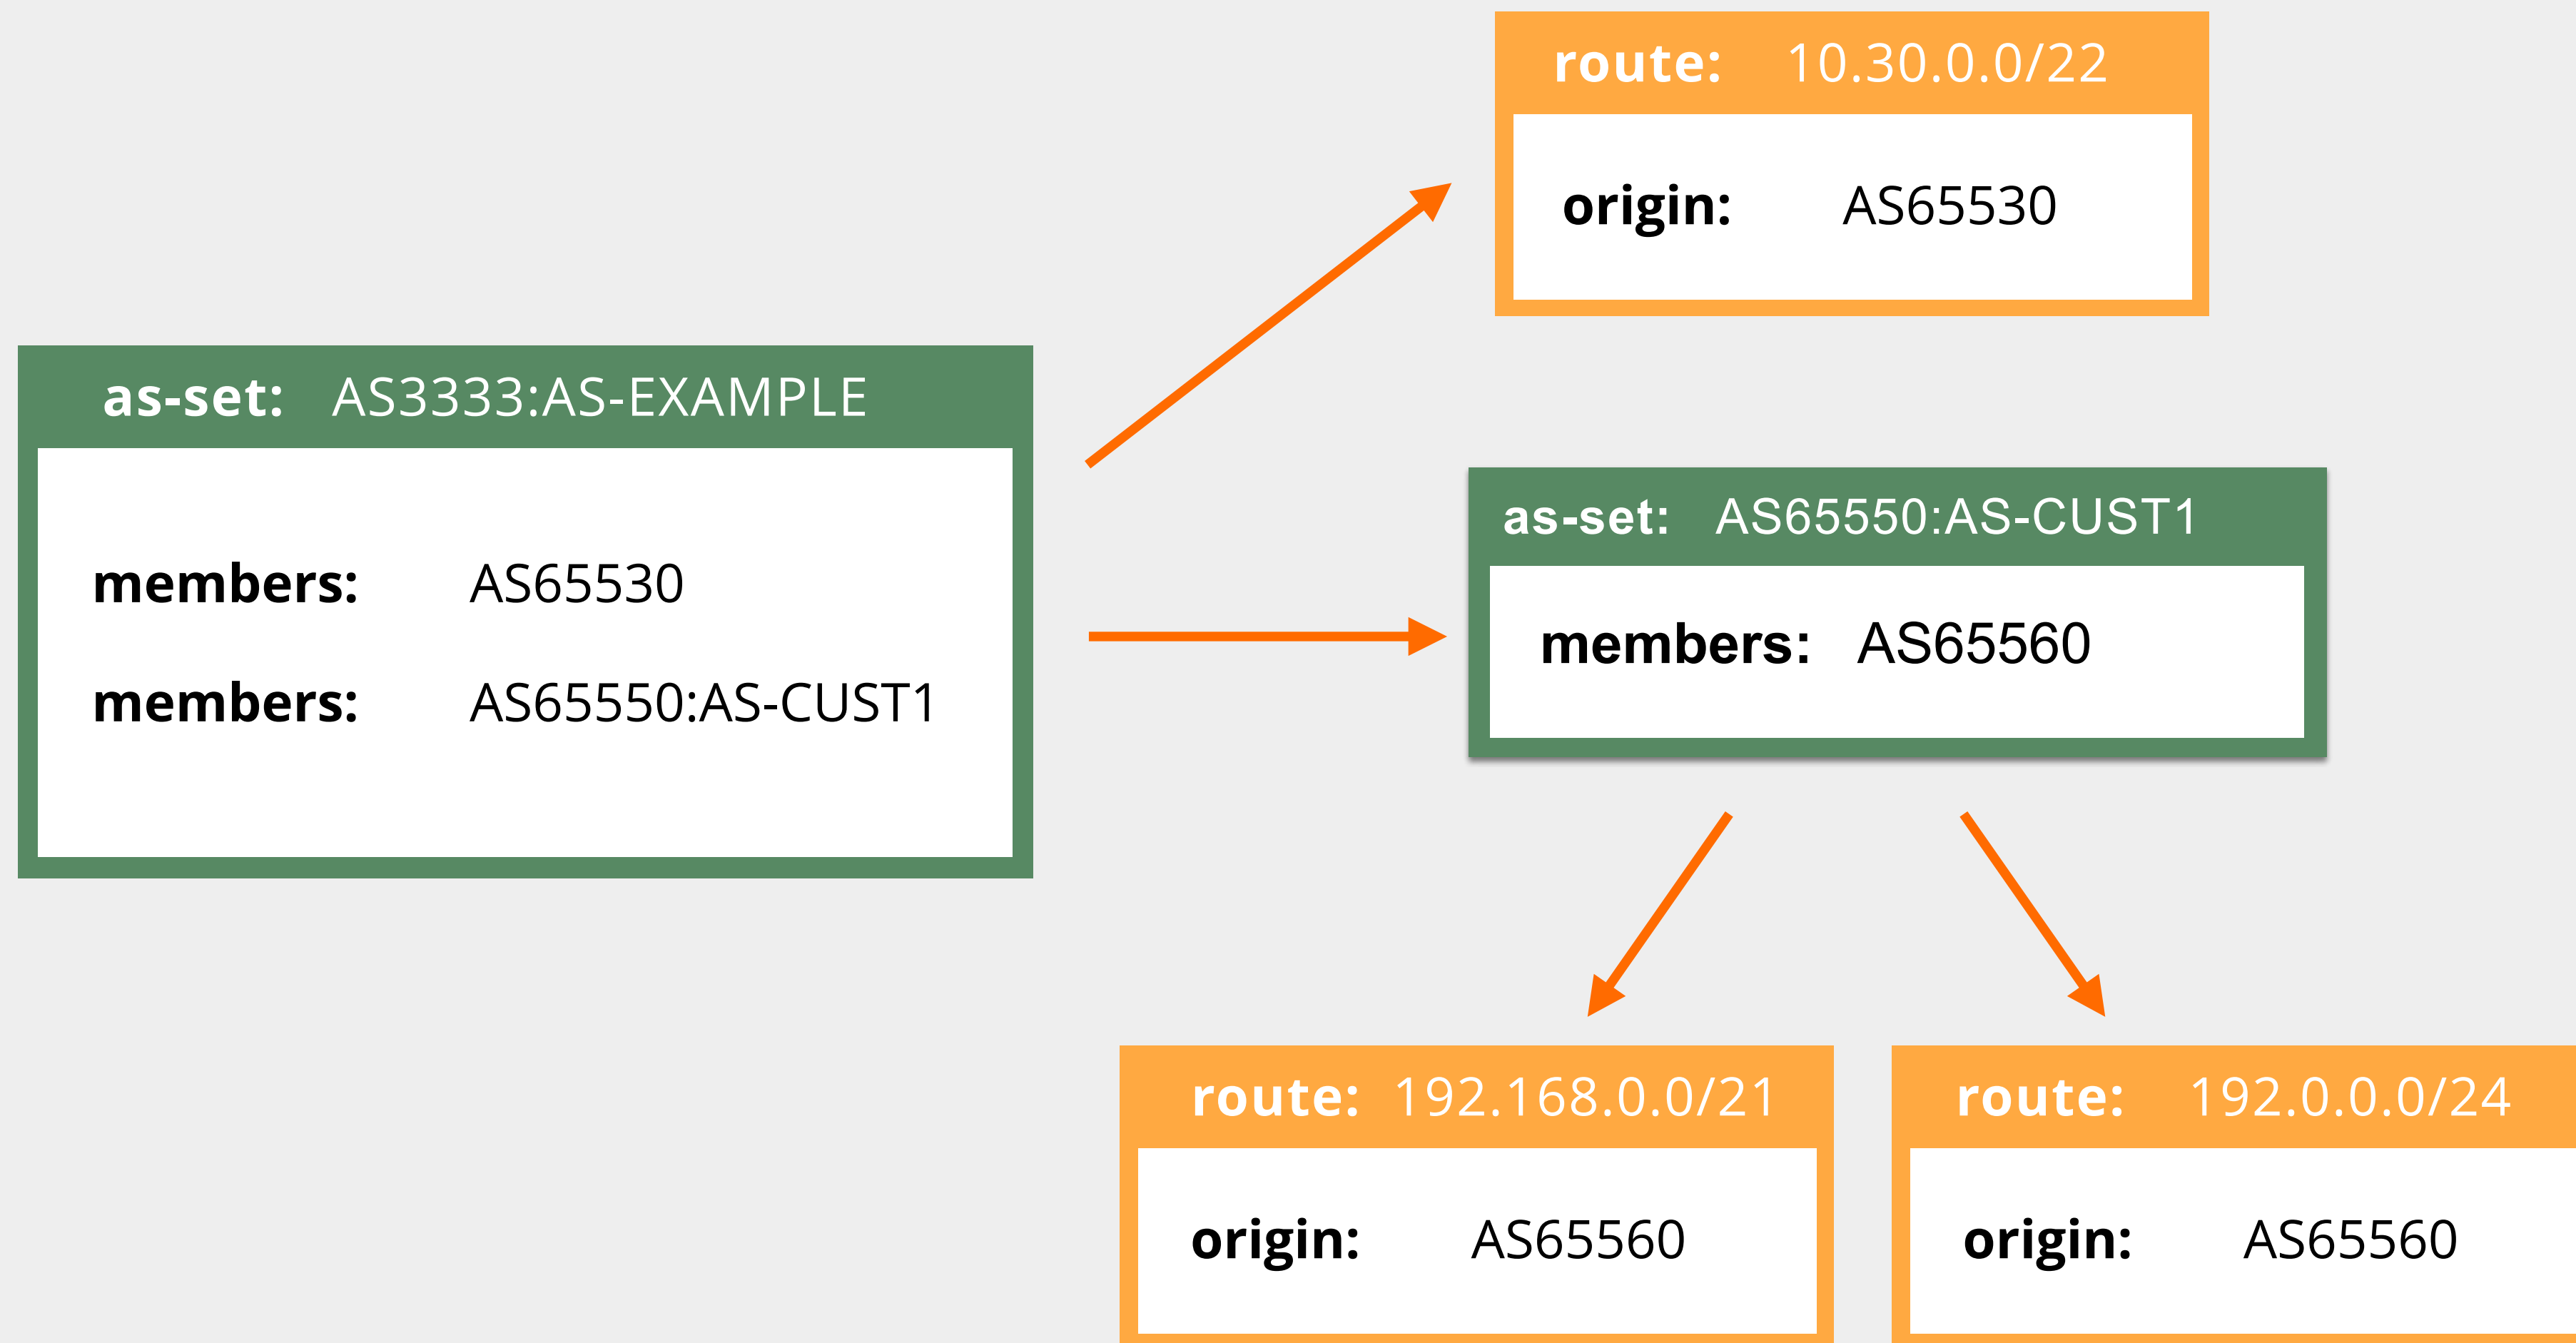 route: 10.30.0.0/22
origin: AS65530
as-set: AS3333:AS-EXAMPLE
members: AS65530
members: AS65550:AS-CUST1
as-set: AS65550:AS-CUST1
members: AS65560
route: 192.168.0.0/21
origin: AS65560
route: 192.0.0.0/24
origin: AS65560